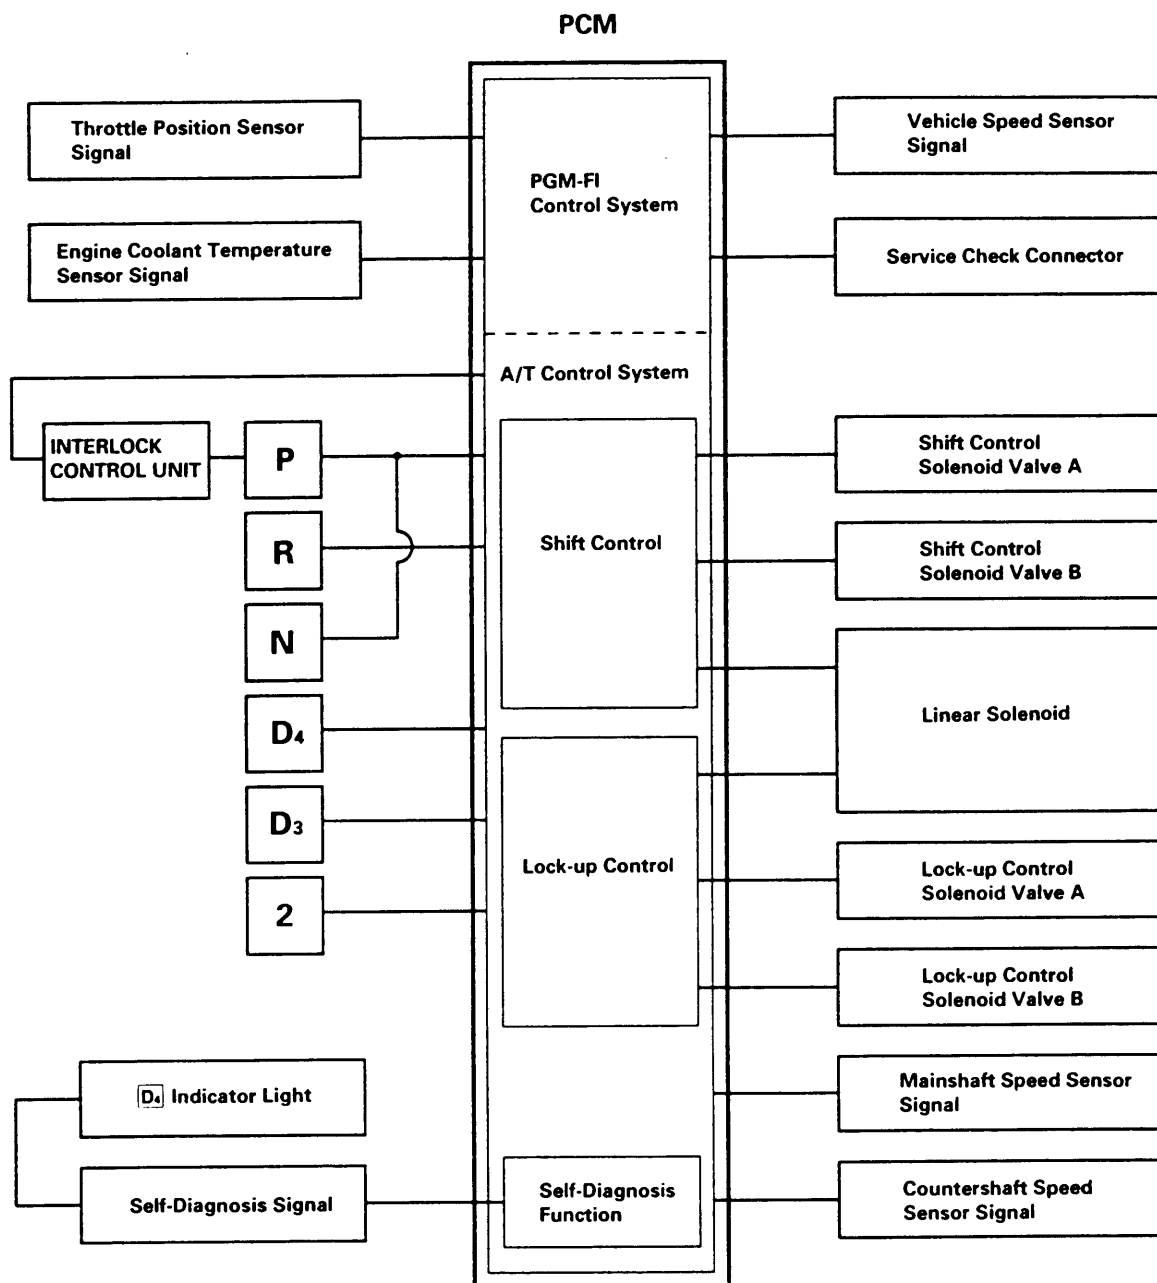 PCM
Throttle Position Sensor
Signal
Engine Coolant Temperature
Sensor Signal
PGM-FI
Control System
Vehicle Speed Sensor
Signal
Service Check Connector
A/T Control System
INTERLOCK
CONTROL UNIT
P
R
N
D4
D3
2
Shift Control
Lock-up Control
Shift Control
Solenoid Valve A
Shift Control
Solenoid Valve B
Linear Solenoid
Lock-up Control
Solenoid Valve A
Lock-up Control
Solenoid Valve B
Mainshaft Speed Sensor
Signal
D4 Indicator Light
Self-Diagnosis Signal
Self-Diagnosis
Function
Countershaft Speed
Sensor Signal